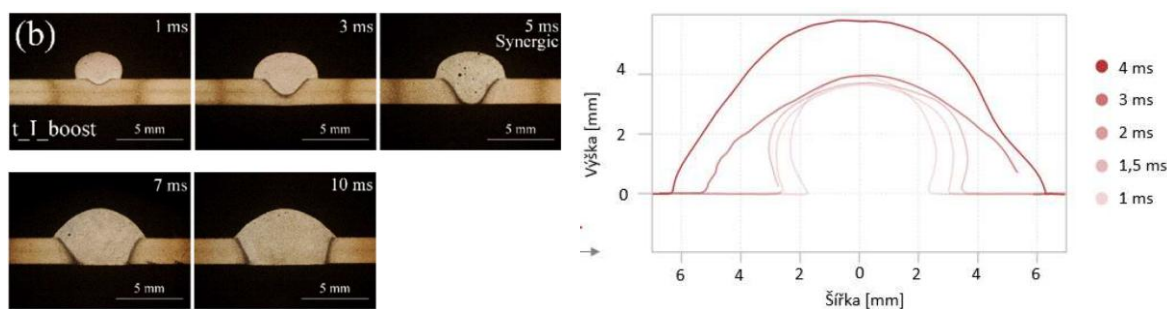 (b)
1 ms
t_I_boost
5 mm
3 ms
5 mm
5 ms
Synergic
5 mm
7 ms
5 mm
10 ms
5 mm
Výška [mm]
4
2
0
6 4 2 0 2 4 6
Šířka [mm]
4 ms
3 ms
2 ms
1,5 ms
1 ms